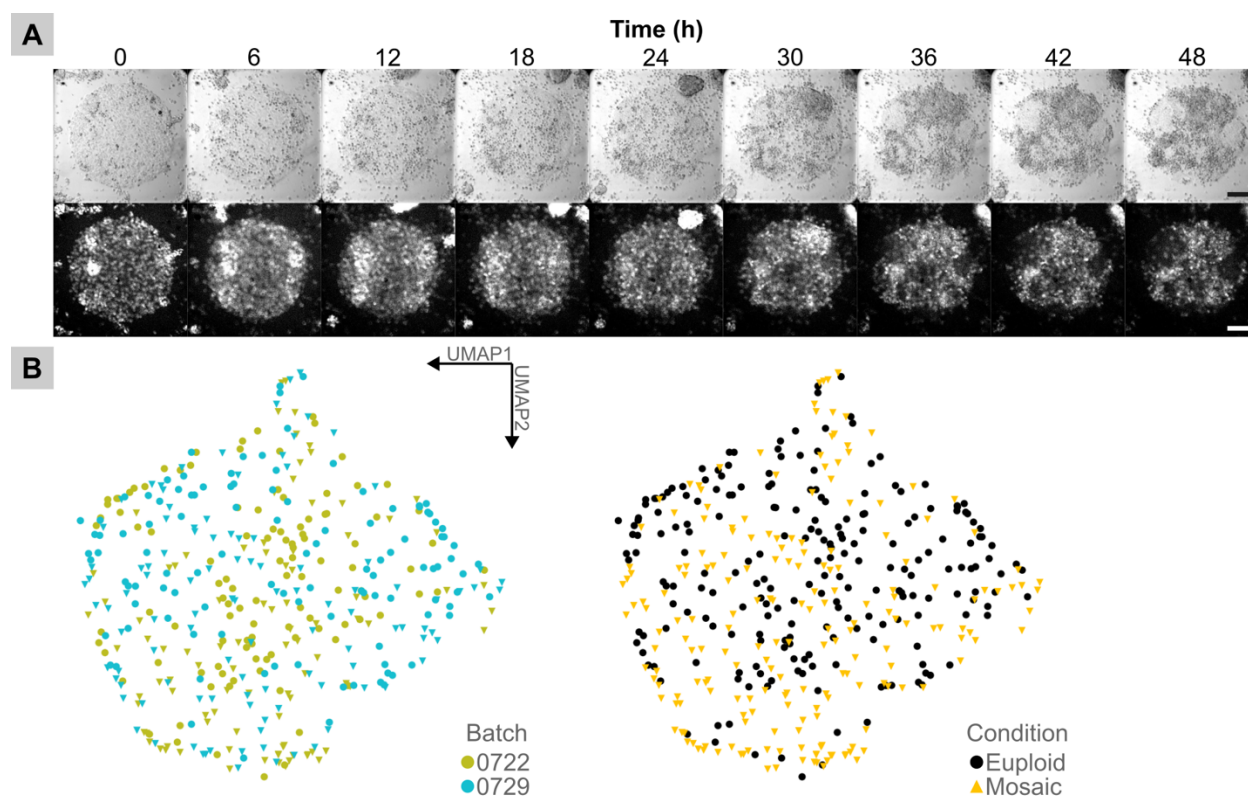 A
Time (h)
0 6 12 18 24 30 36 42 48
B
UMAP1
UMAP2
Batch
0722
0729
Condition
Euploid
Mosaic